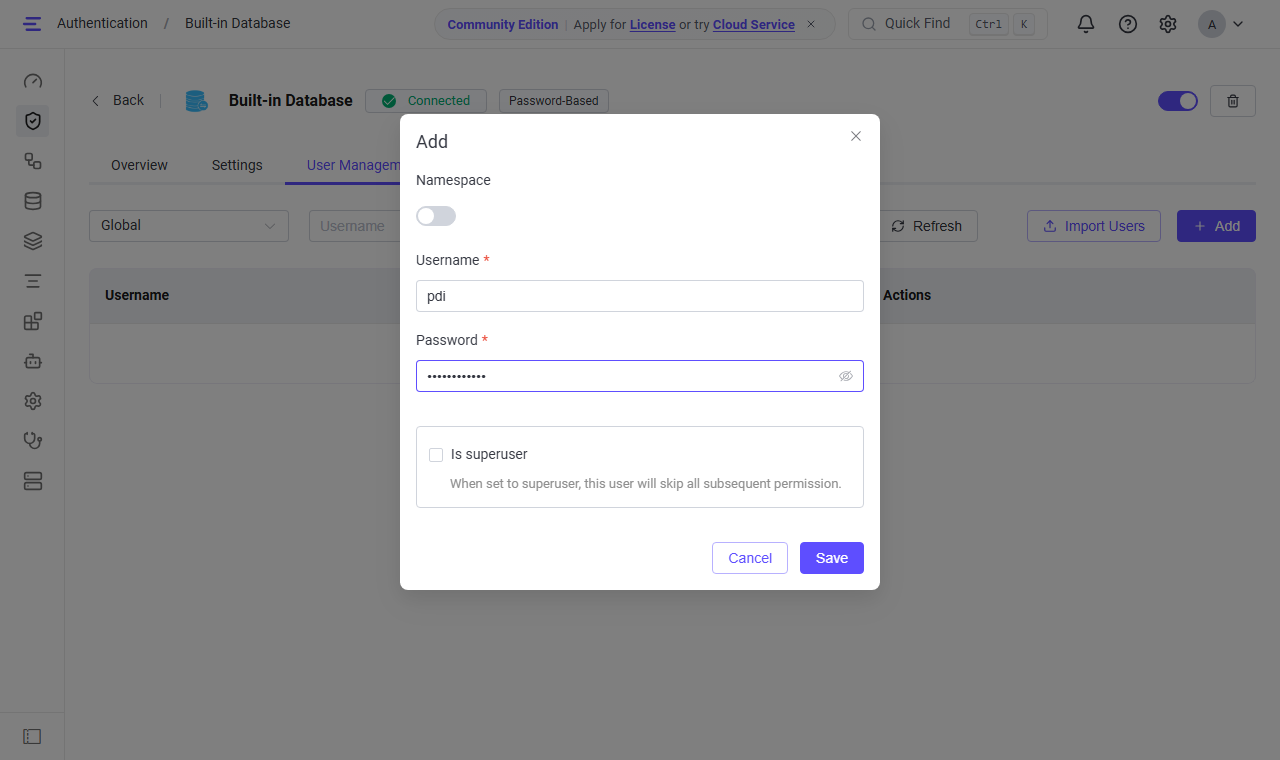 Authentication / Built-in Database
Community Edition | Apply for License or try Cloud Service
Quick Find Ctrl K
A
Back
Built-in Database
Connected
Password-Based
Overview
Settings
User Managem
Global
Username
Refresh
Import Users
Add
Username
Actions
Add
Namespace
Username *
pdi
Password *
••••••••••••
Is superuser
When set to superuser, this user will skip all subsequent permission.
Cancel
Save